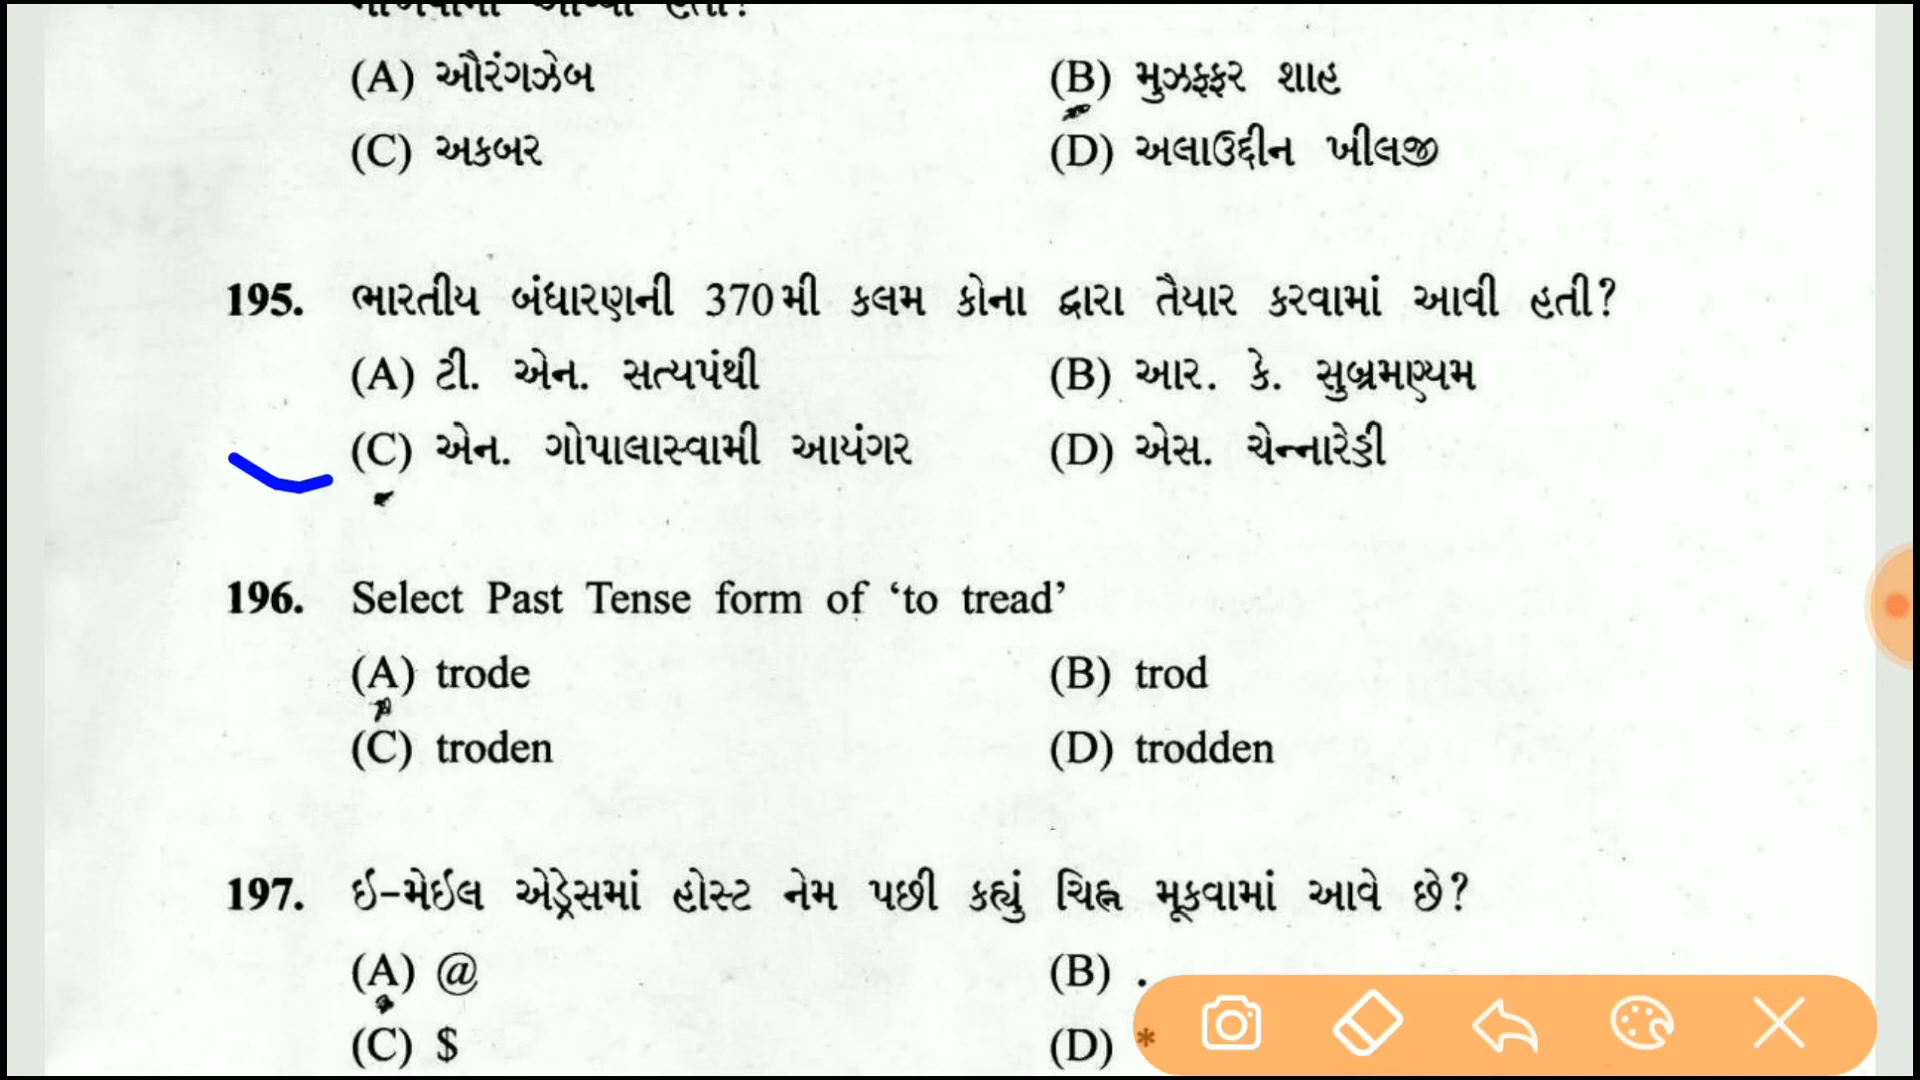 (A) ઔરંગઝેબ (B) મુઝફ્ફર શાહ
(C) અકબર (D) અલાઉદ્દીન ખીલજી
195. ભારતીય બંધારણની 370મી કલમ કોના દ્વારા તૈયાર કરવામાં આવી હતી?
(A) ટી. એન. સત્યપંથી (B) આર. કે. સુબ્રમણ્યમ
(C) એન. ગોપાલાસ્વામી આયંગર (D) એસ. ચેન્નારેડ્ડી
196. Select Past Tense form of ‘to tread’
(A) trode (B) trod
(C) troden (D) trodden
197. ઇ-મેઇલ એડ્રેસમાં હોસ્ટ નેમ પછી કહ્યું ચિહ્ન મૂકવામાં આવે છે?
(A) @ (B) .
(C) $ (D) *